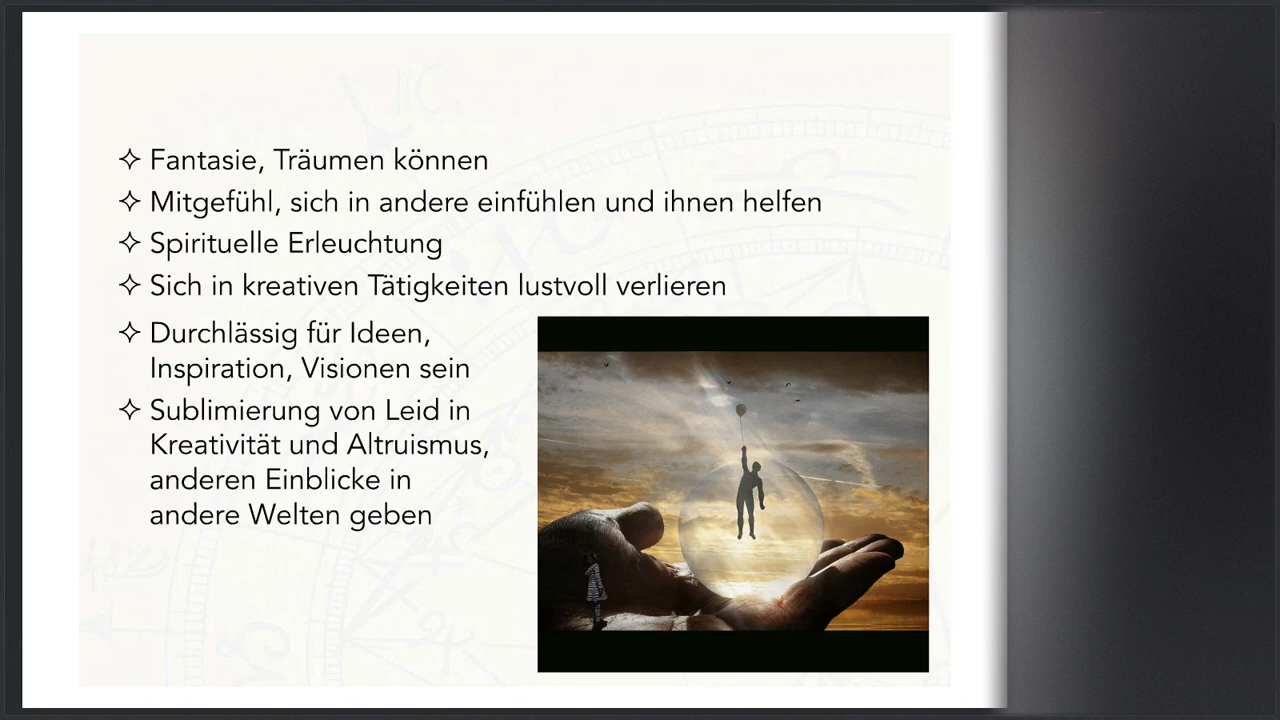 Fantasie, Träumen können
Mitgefühl, sich in andere einfühlen und ihnen helfen
Spirituelle Erleuchtung
Sich in kreativen Tätigkeiten lustvoll verlieren
Durchlässig für Ideen,
Inspiration, Visionen sein
Sublimierung von Leid in
Kreativität und Altruismus,
anderen Einblicke in
andere Welten geben